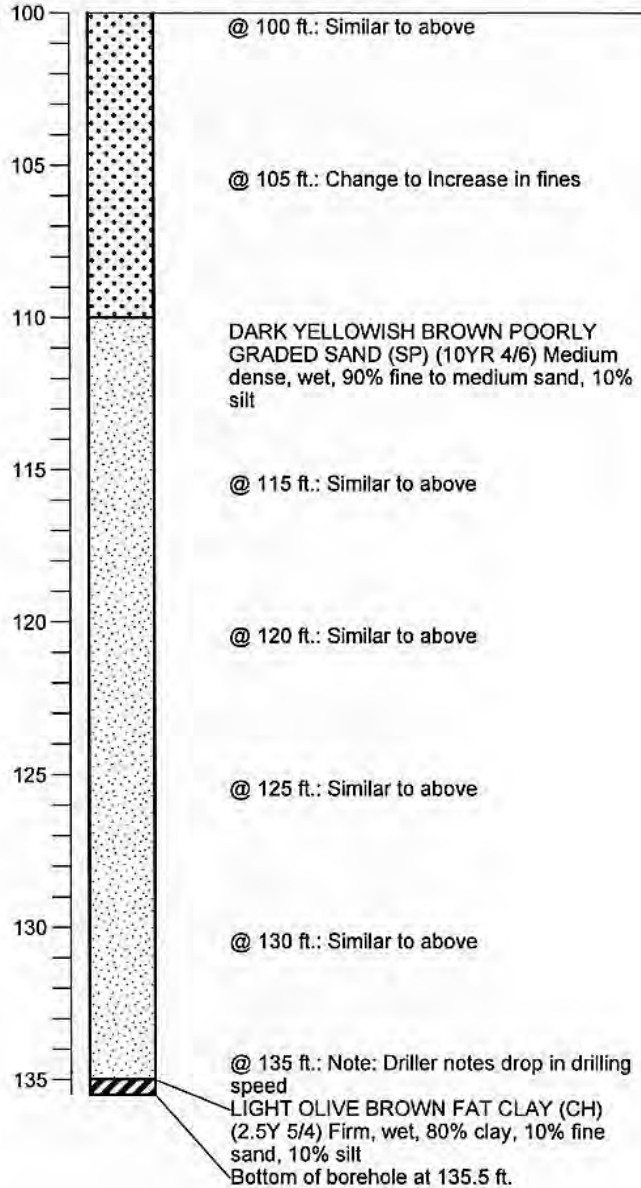 100
@ 100 ft.: Similar to above
105
@ 105 ft.: Change to Increase in fines
110
DARK YELLOWISH BROWN POORLY
GRADED SAND (SP) (10YR 4/6) Medium
dense, wet, 90% fine to medium sand, 10%
silt
115
@ 115 ft.: Similar to above
120
@ 120 ft.: Similar to above
125
@ 125 ft.: Similar to above
130
@ 130 ft.: Similar to above
135
@ 135 ft.: Note: Driller notes drop in drilling
speed
LIGHT OLIVE BROWN FAT CLAY (CH)
(2.5Y 5/4) Firm, wet, 80% clay, 10% fine
sand, 10% silt
Bottom of borehole at 135.5 ft.